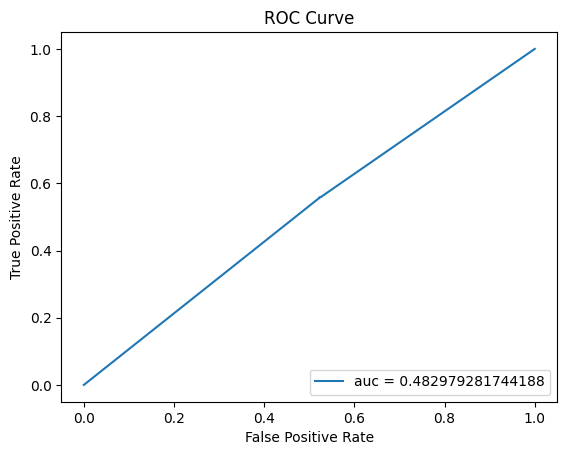 ROC Curve
True Positive Rate
1.0
0.8
0.6
0.4
0.2
0.0
auc = 0.482979281744188
0.0 0.2 0.4 0.6 0.8 1.0
False Positive Rate